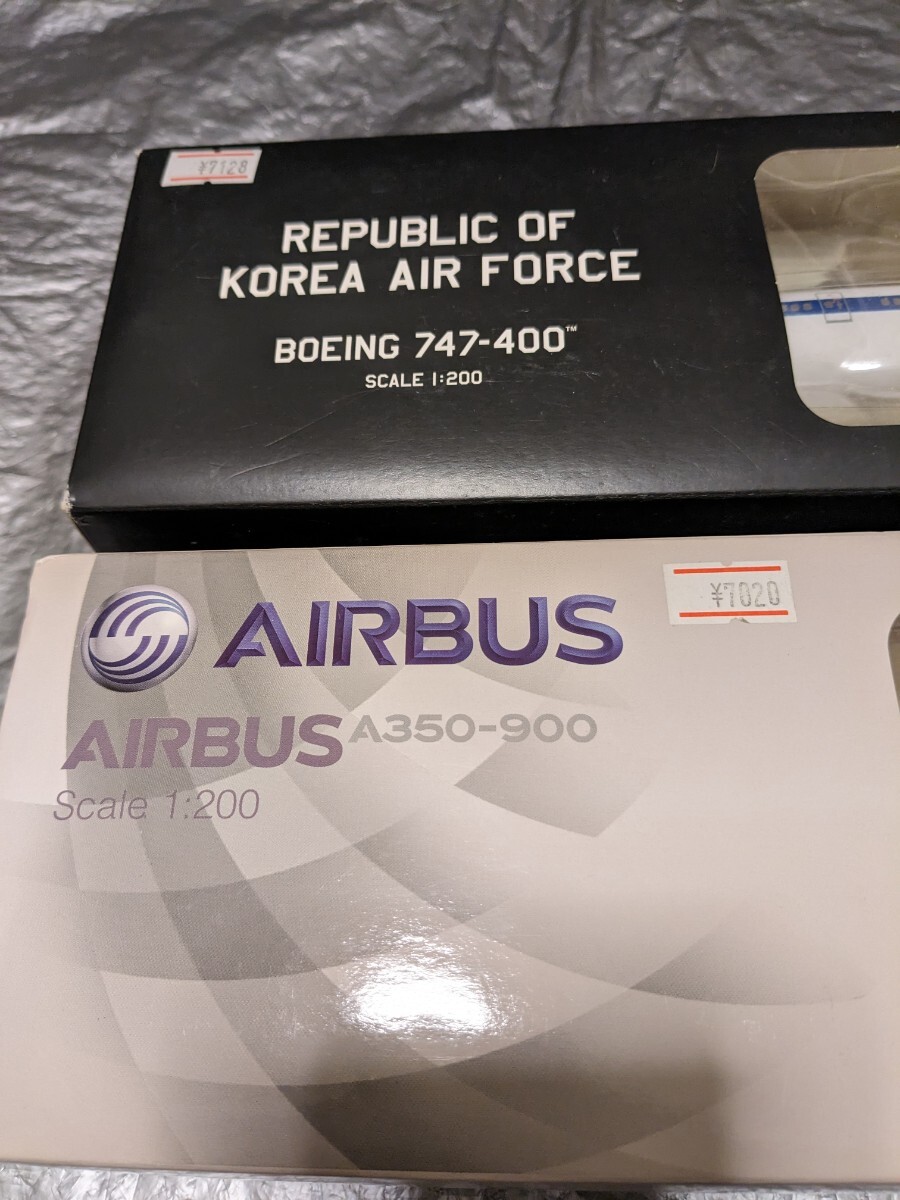 ¥7128
REPUBLIC OF
KOREA AIR FORCE
BOEING 747-400™
SCALE 1:200
AIRBUS
¥7020
AIRBUS A350-900
Scale 1:200